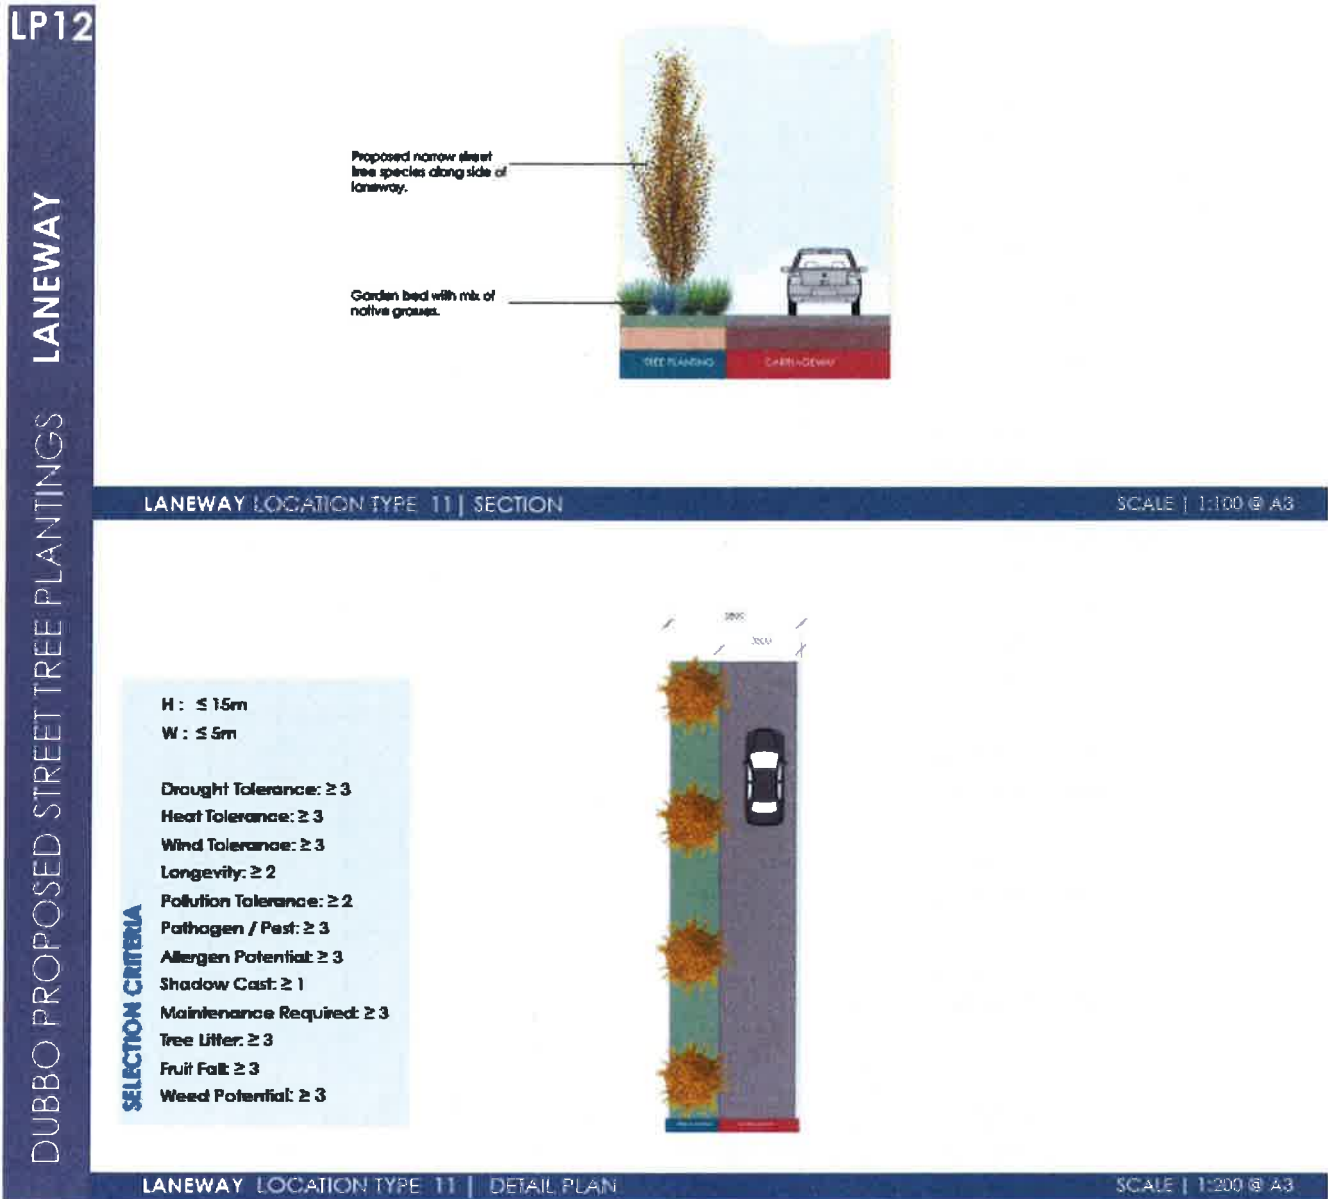 LP12
DUBBO PROPOSED STREET TREE PLANTINGS LANEWAY
Proposed narrow street
tree species along side of
laneway.
Garden bed with mix of
native grasses.
TREE PLANTING
CARRIAGEWAY
LANEWAY LOCATION TYPE 11 | SECTION
SCALE | 1:100 @ A3
SELECTION CRITERIA
H : ≤ 15m
W : ≤ 5m
Drought Tolerance: ≥ 3
Heat Tolerance: ≥ 3
Wind Tolerance: ≥ 3
Longevity: ≥ 2
Pollution Tolerance: ≥ 2
Pathogen / Pest: ≥ 3
Allergen Potential: ≥ 3
Shadow Cast: ≥ 1
Maintenance Required: ≥ 3
Tree Litter: ≥ 3
Fruit Fall: ≥ 3
Weed Potential: ≥ 3
LANEWAY LOCATION TYPE 11 | DETAIL PLAN
SCALE | 1:200 @ A3